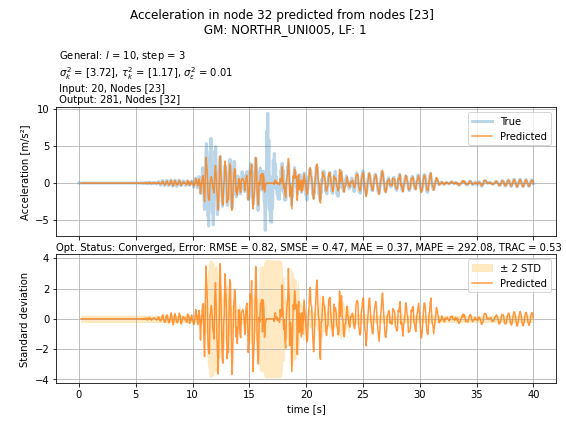 Acceleration in node 32 predicted from nodes [23]
GM: NORTHR_UNI005, LF: 1
General: l = 10, step = 3
σ²ₖ = [3.72], τ²ₖ = [1.17], σ²ε = 0.01
Input: 20, Nodes [23]
Output: 281, Nodes [32]
Acceleration [m/s²]
10
5
0
−5
True
Predicted
Opt. Status: Converged, Error: RMSE = 0.82, SMSE = 0.47, MAE = 0.37, MAPE = 292.08, TRAC = 0.53
Standard deviation
4
2
0
−2
−4
± 2 STD
Predicted
0 5 10 15 20 25 30 35 40
time [s]